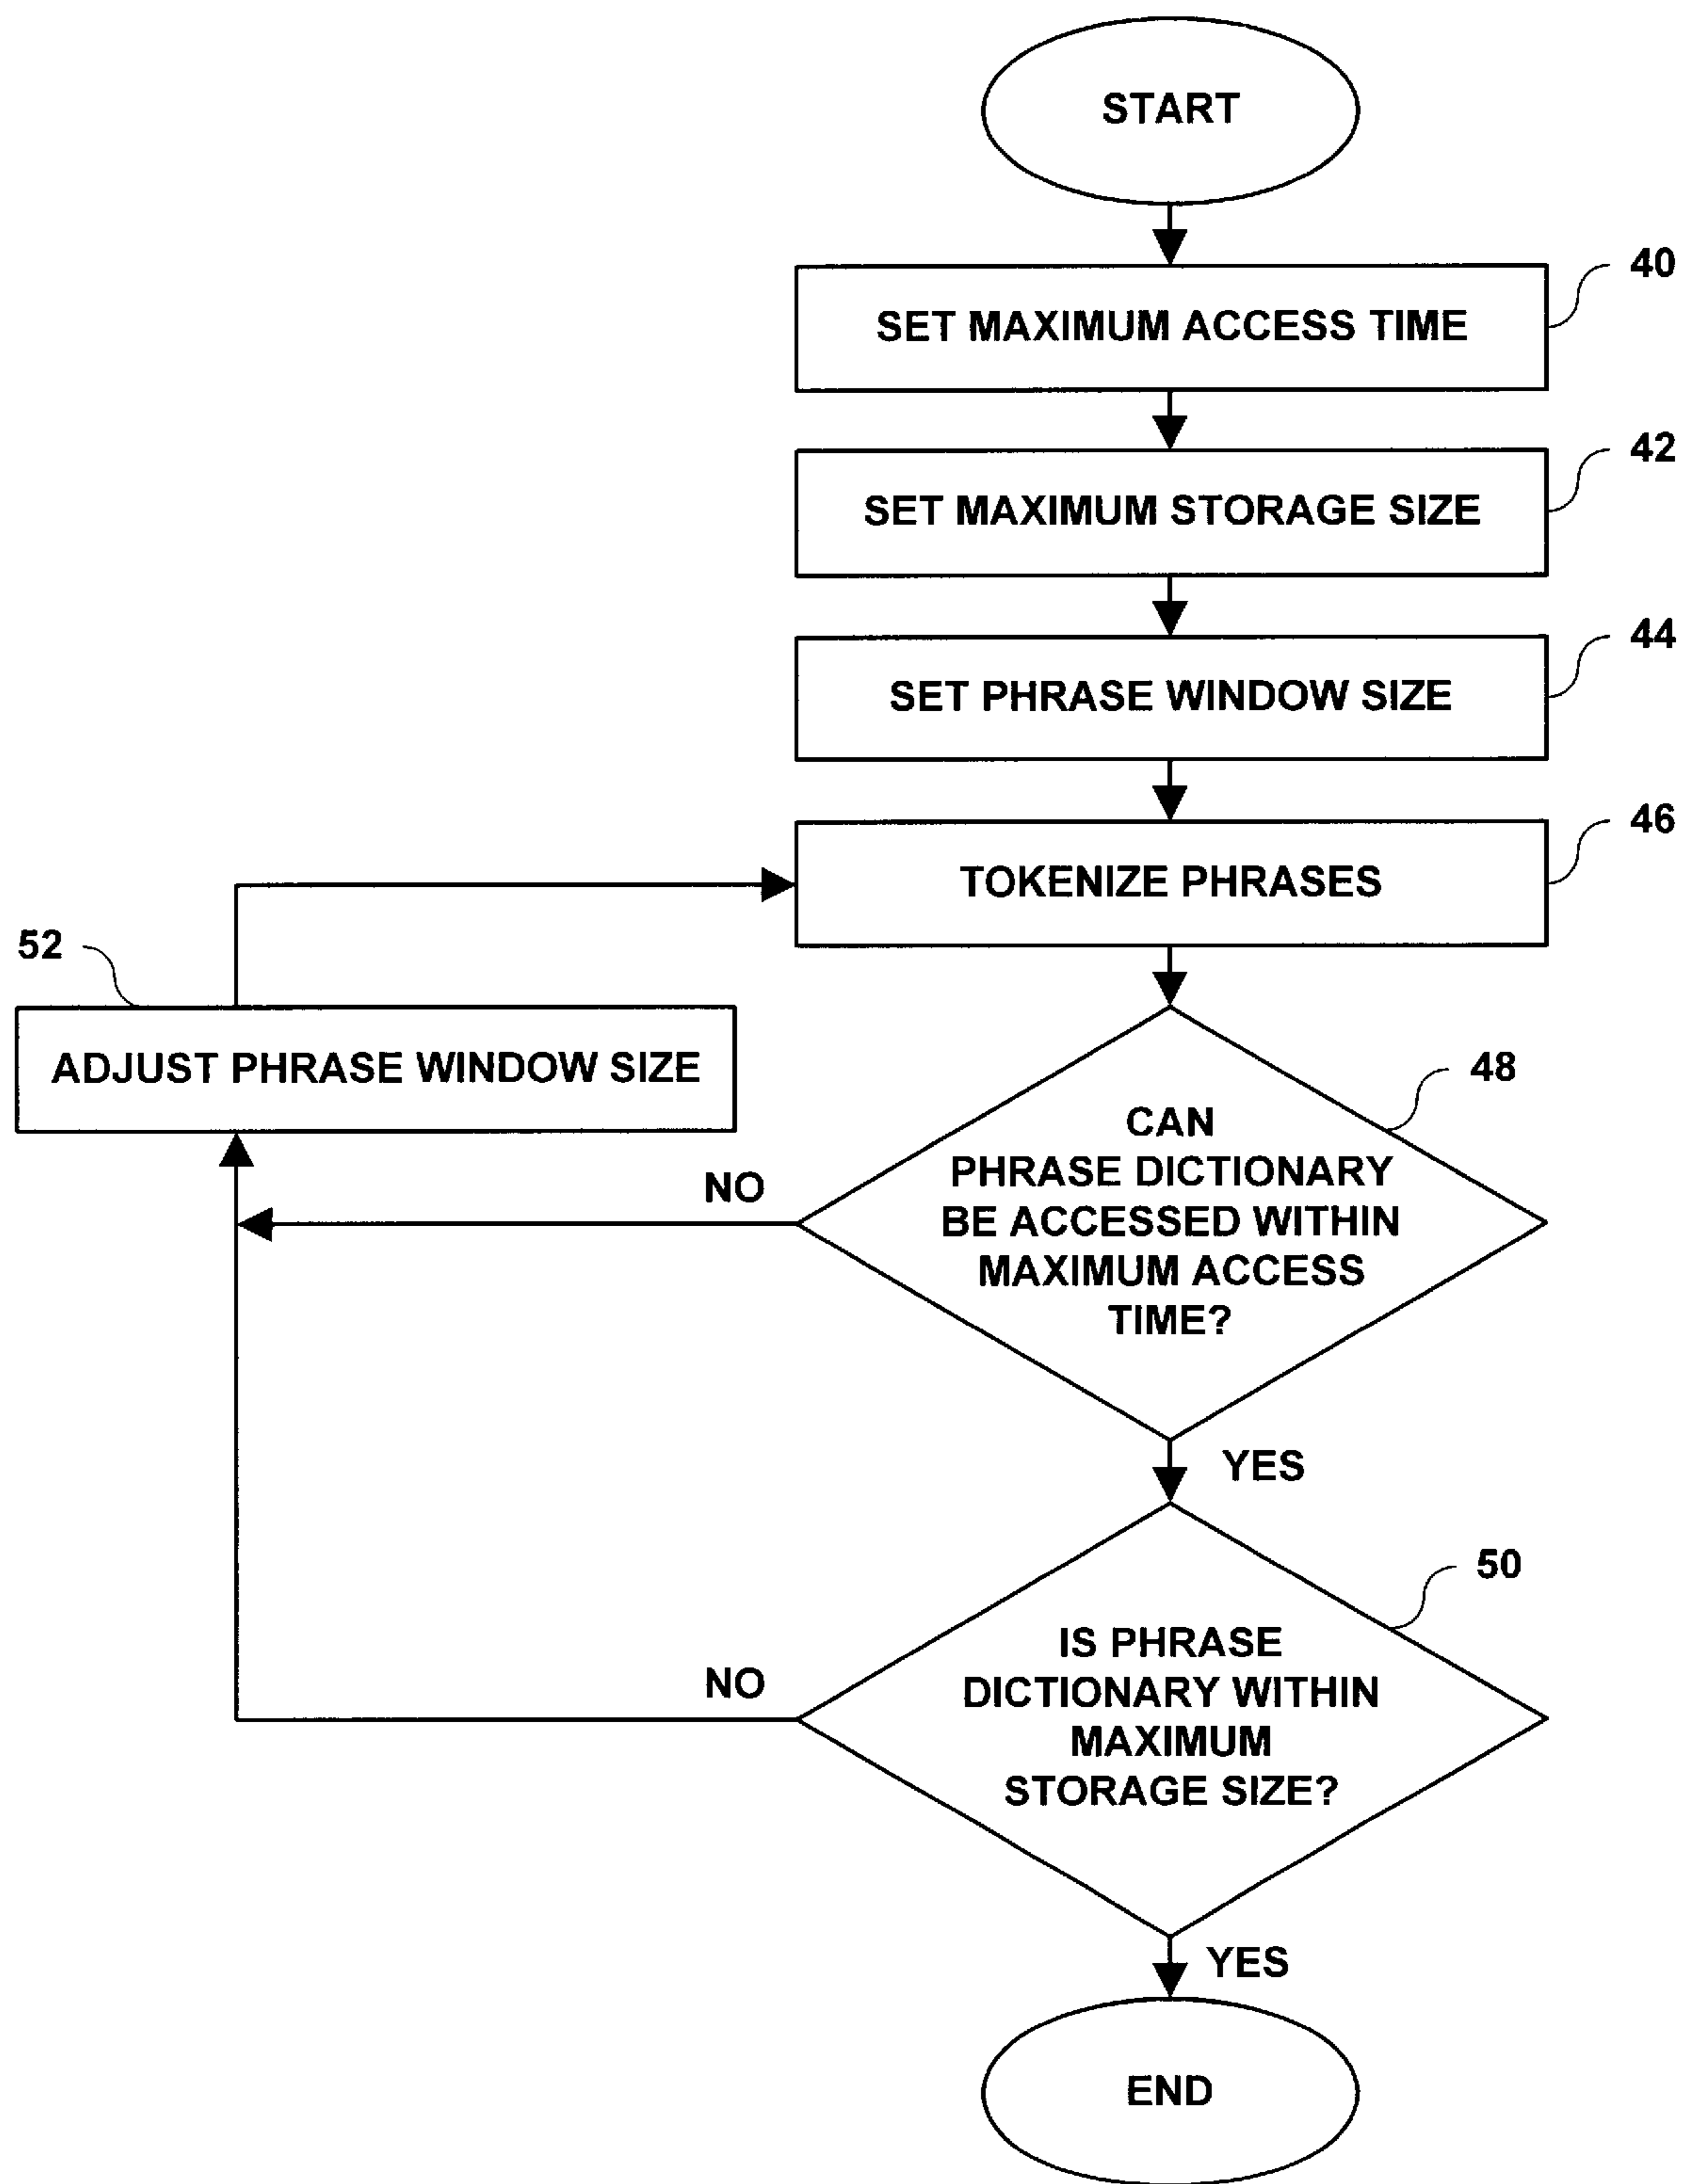 START
40
SET MAXIMUM ACCESS TIME
42
SET MAXIMUM STORAGE SIZE
44
SET PHRASE WINDOW SIZE
46
TOKENIZE PHRASES
52
ADJUST PHRASE WINDOW SIZE
48
CAN
PHRASE DICTIONARY
BE ACCESSED WITHIN
MAXIMUM ACCESS
TIME?
NO
YES
50
IS PHRASE
DICTIONARY WITHIN
MAXIMUM
STORAGE SIZE?
NO
YES
END